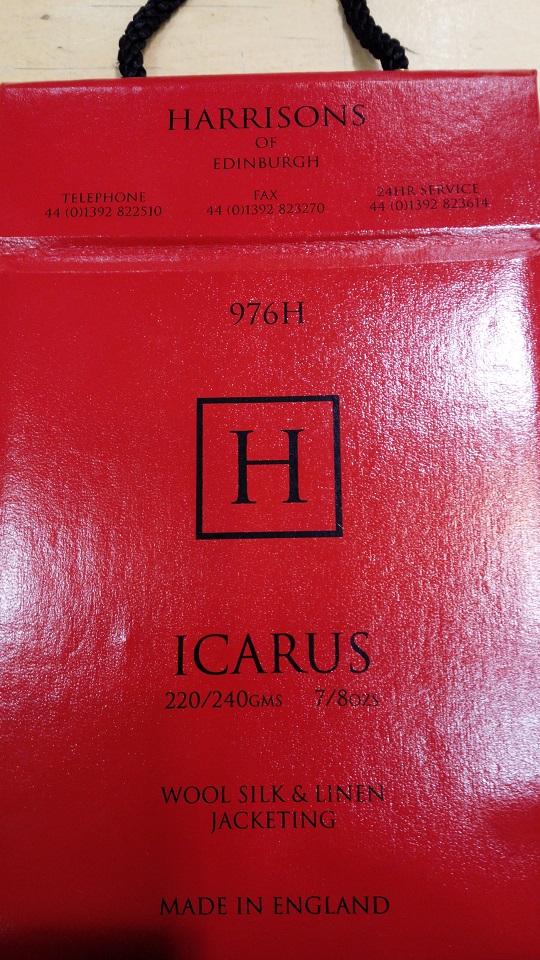 HARRISONS
OF
EDINBURGH
TELEPHONE
44 (0)1392 822510
FAX
44 (0)1392 823270
24HR SERVICE
44 (0)1392 823614
976H
H
ICARUS
220/240GMS 7/8OZS
WOOL SILK & LINEN
JACKETING
MADE IN ENGLAND